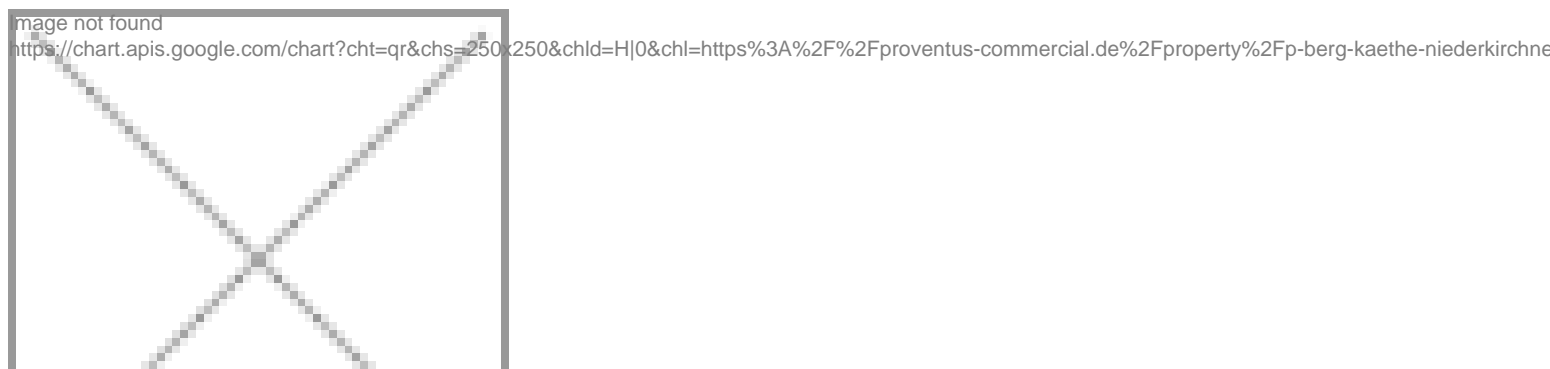 Image not found
https://chart.apis.google.com/chart?cht=qr&chs=250x250&chld=H|0&chl=https%3A%2F%2Fproventus-commercial.de%2Fproperty%2Fp-berg-kaethe-niederkirchne